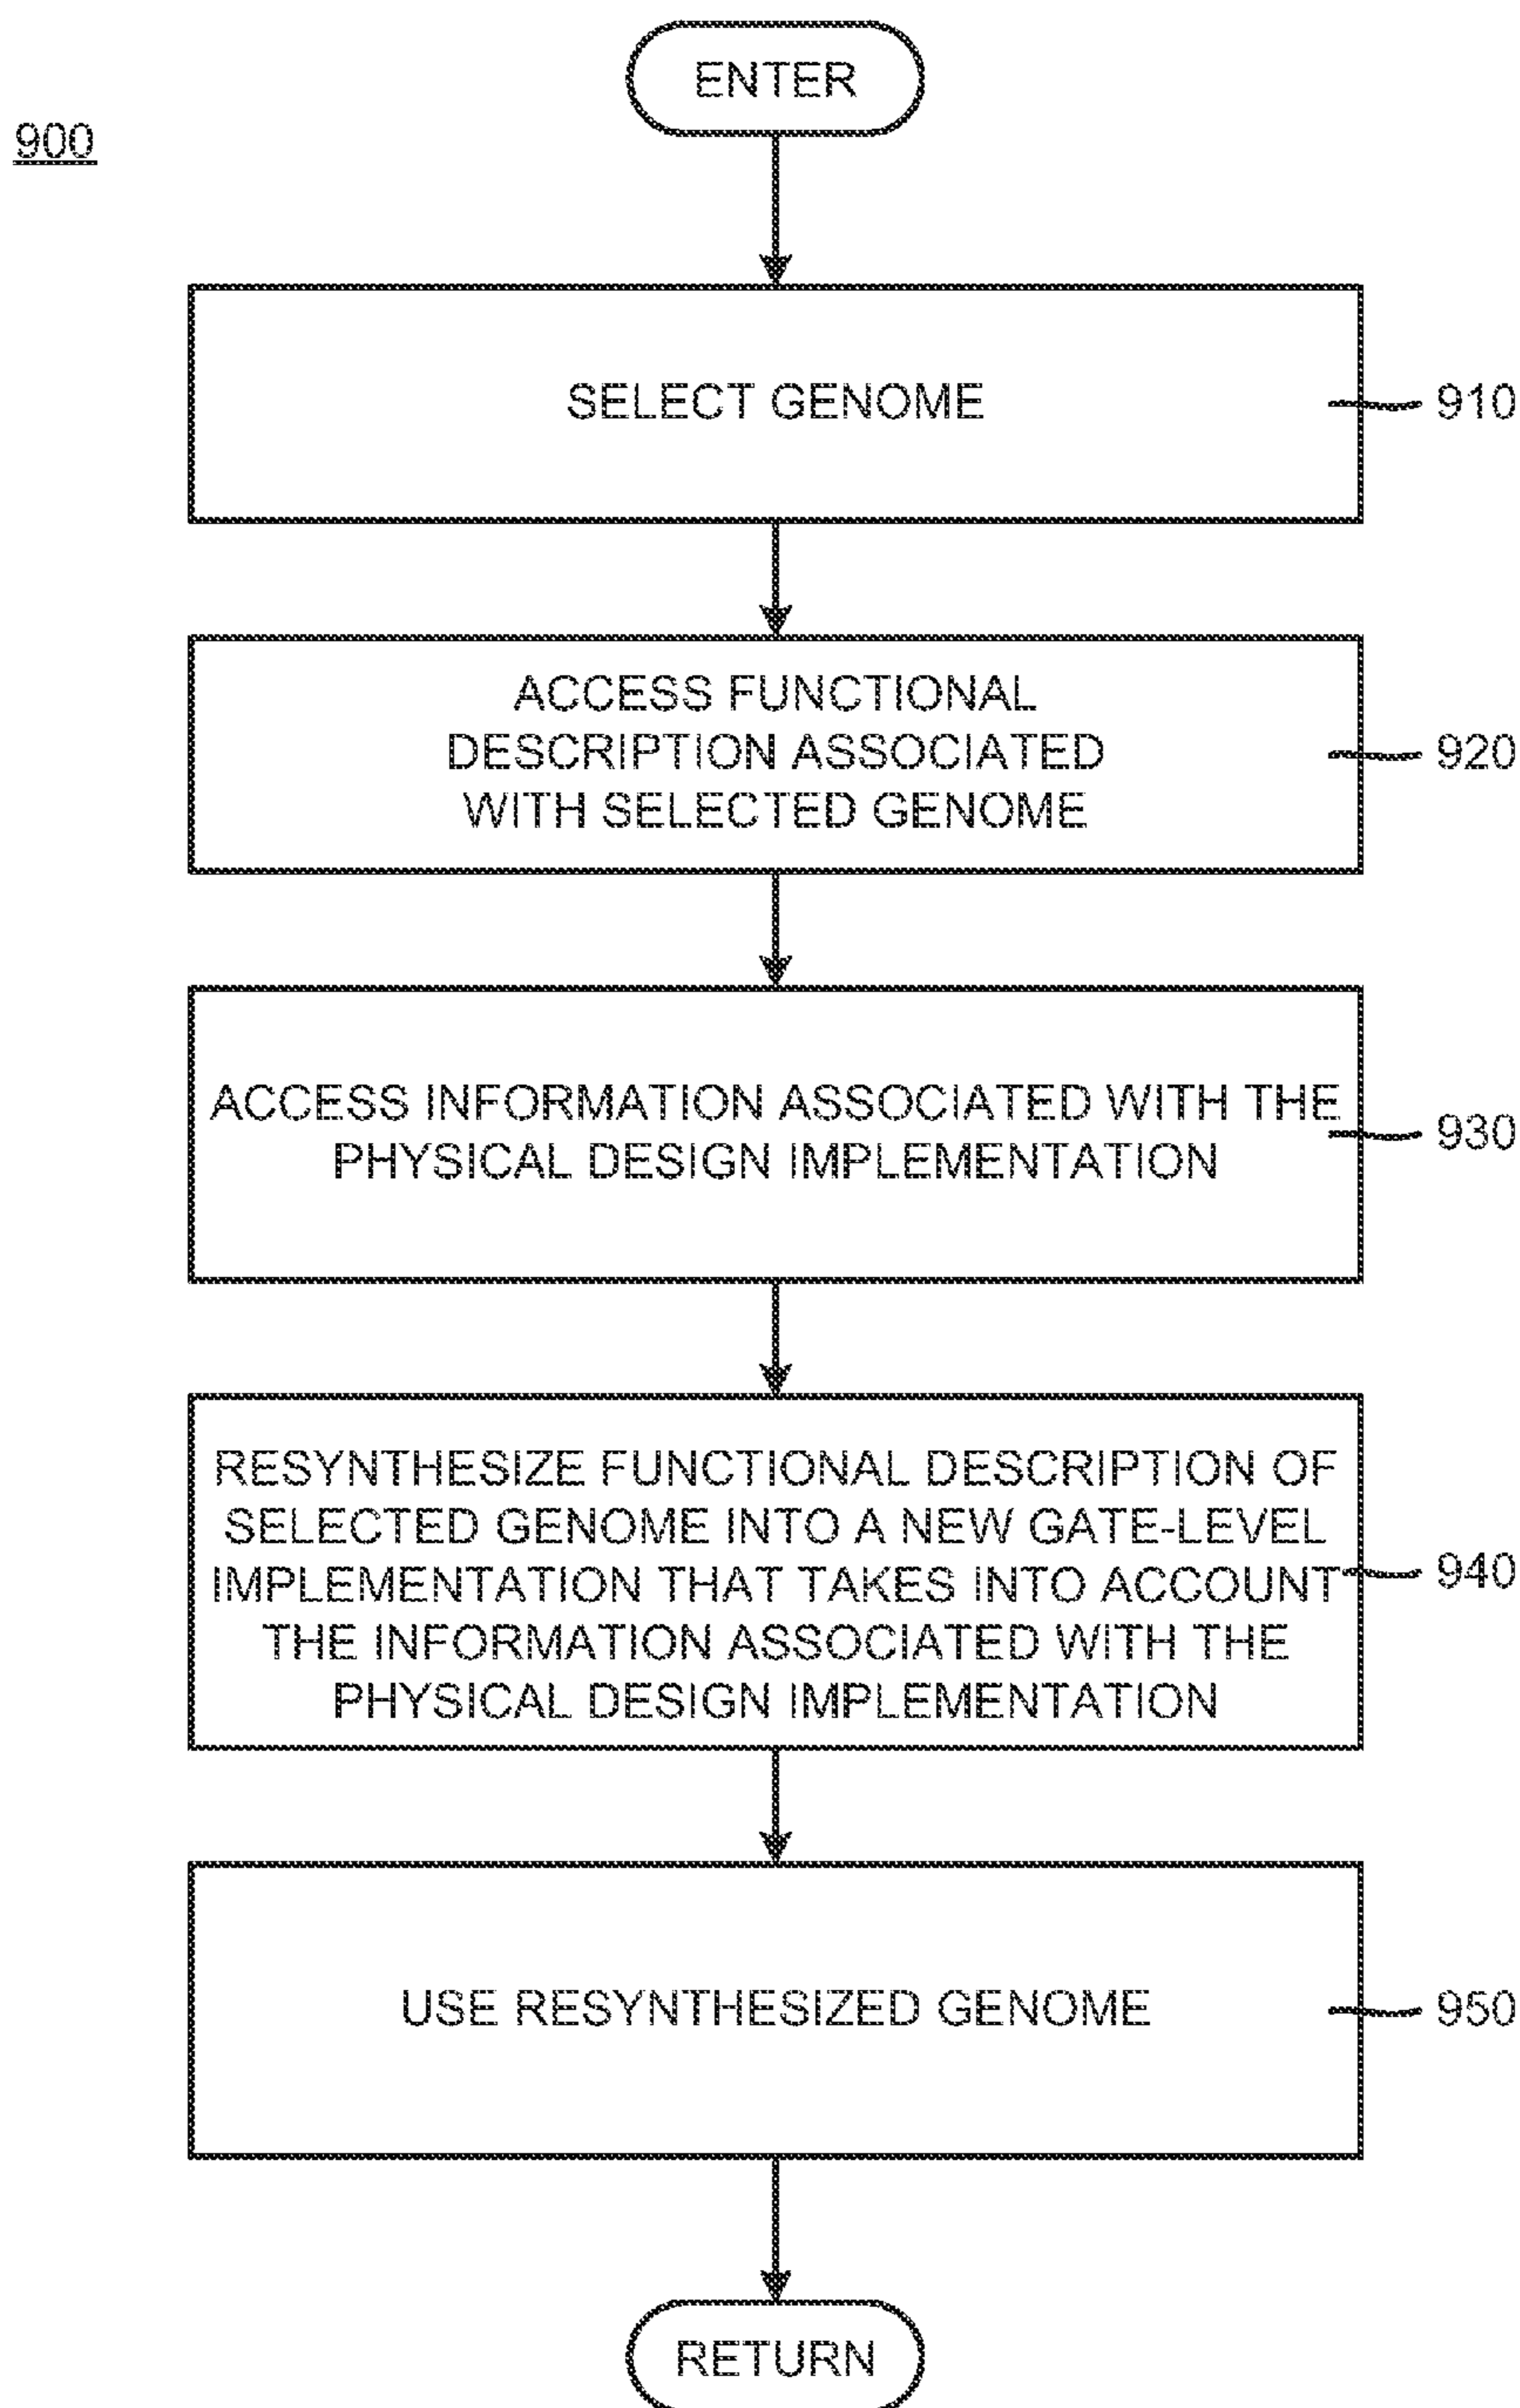 ENTER
900
SELECT GENOME
910
ACCESS FUNCTIONAL
DESCRIPTION ASSOCIATED
WITH SELECTED GENOME
920
ACCESS INFORMATION ASSOCIATED WITH THE
PHYSICAL DESIGN IMPLEMENTATION
930
RESYNTHESIZE FUNCTIONAL DESCRIPTION OF
SELECTED GENOME INTO A NEW GATE-LEVEL
IMPLEMENTATION THAT TAKES INTO ACCOUNT
THE INFORMATION ASSOCIATED WITH THE
PHYSICAL DESIGN IMPLEMENTATION
940
USE RESYNTHESIZED GENOME
950
RETURN